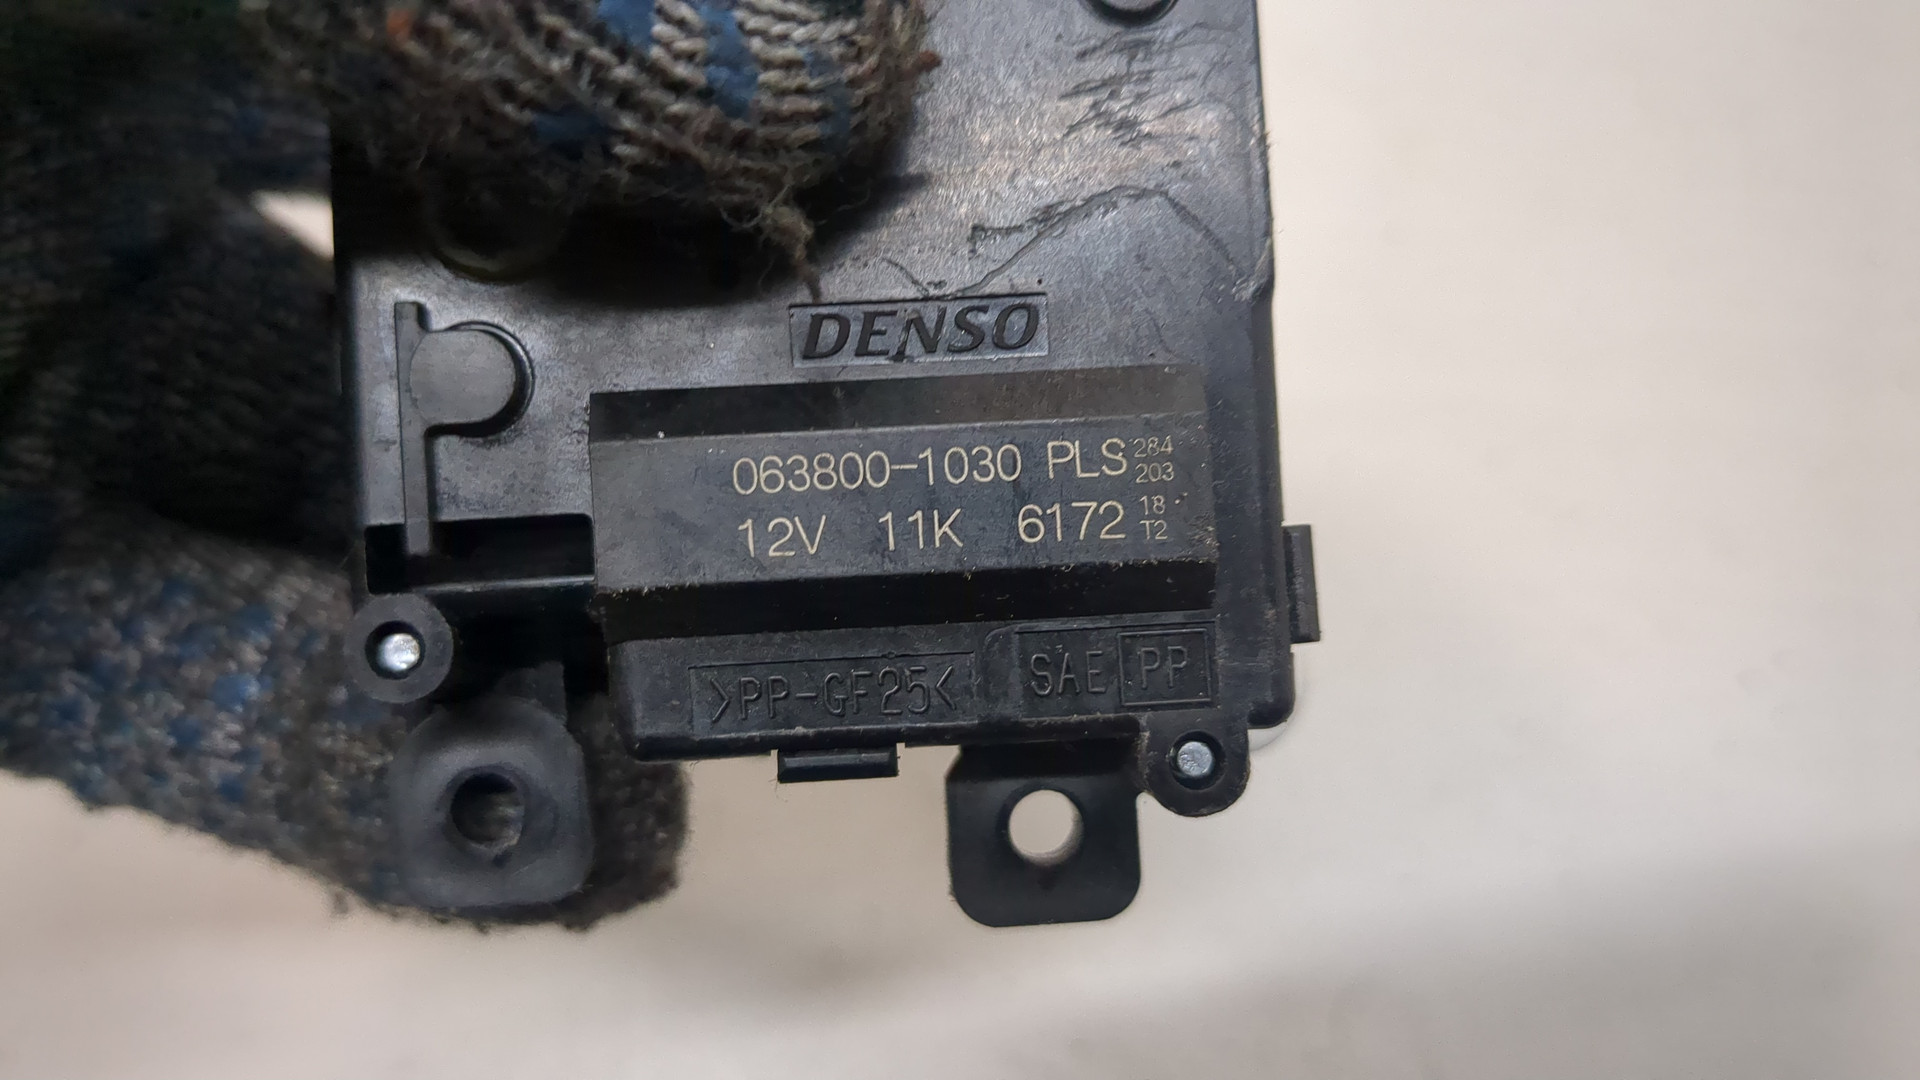 DENSO
063800-1030 PLS 284
203
12V 11K 6172 18
T2
>PP-GF25<
SAE PP